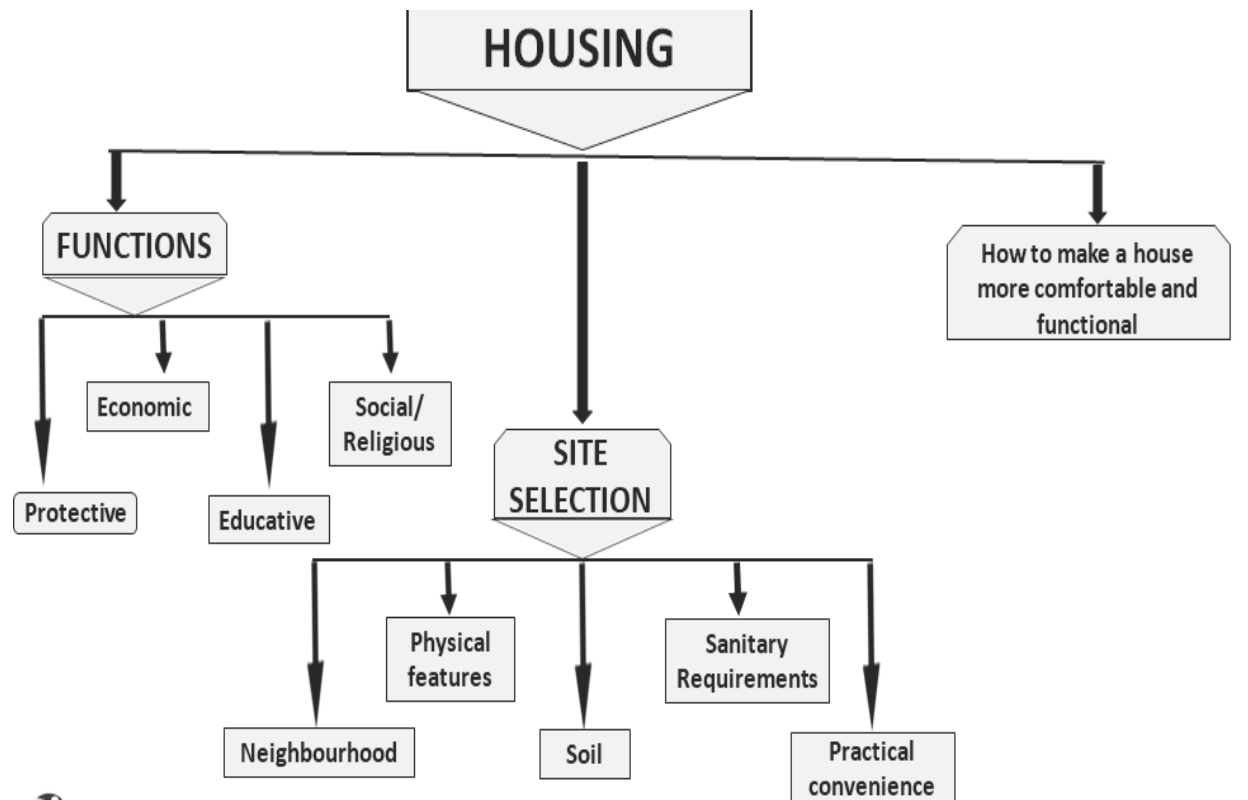 HOUSING
FUNCTIONS
How to make a house
more comfortable and
functional
Economic
Social/
Religious
Protective
Educative
SITE
SELECTION
Physical
features
Sanitary
Requirements
Neighbourhood
Soil
Practical
convenience